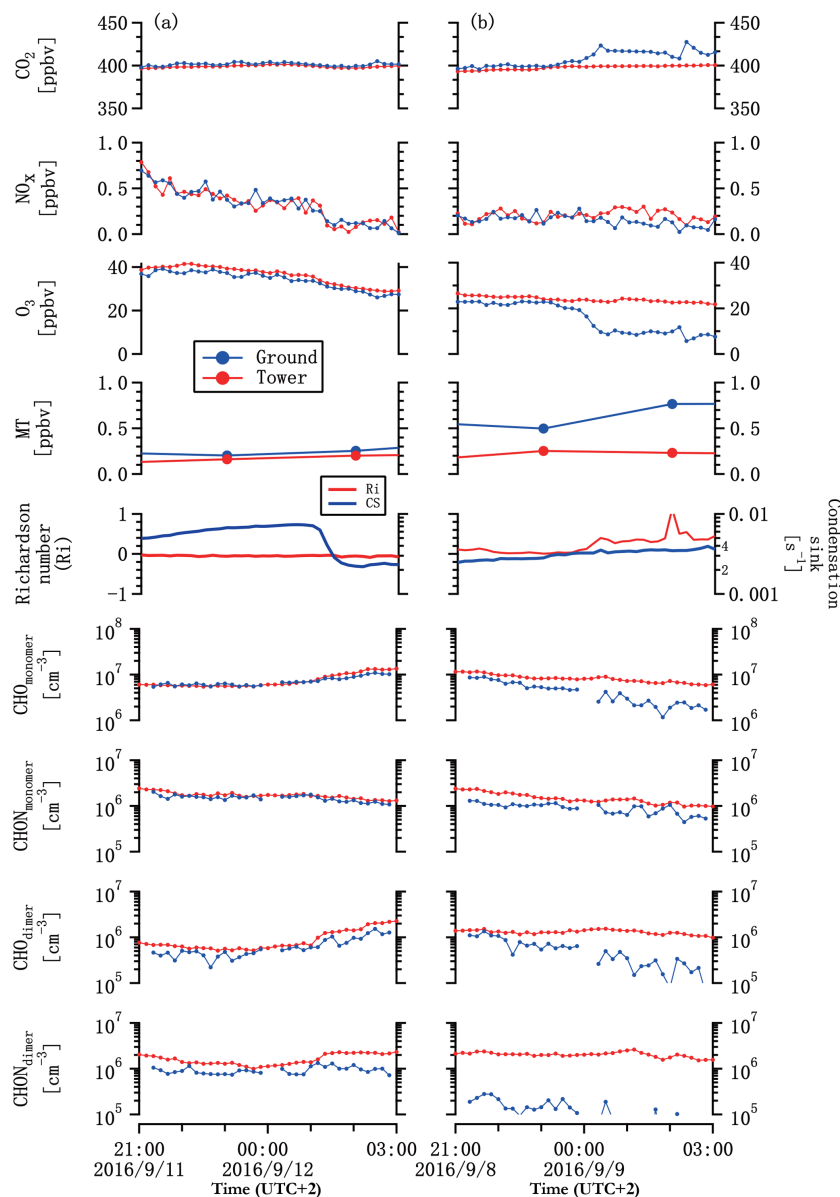 (a)
(b)
CO2
[ppbv]
450
400
350
450
400
350
NOX
[ppbv]
1.0
0.5
0.0
1.0
0.5
0.0
O3
[ppbv]
40
20
0
40
20
0
Ground
Tower
MT
[ppbv]
1.0
0.5
0.0
1.0
0.5
0.0
Ri
CS
Richardson
number
(Ri)
1
0
-1
0.01
4
2
0.001
Condensation
sink
[s-1]
CHOmonomer
[cm-3]
10^8
10^7
10^6
10^8
10^7
10^6
CHONmonomer
[cm-3]
10^7
10^6
10^5
10^7
10^6
10^5
CHOdimer
[cm-3]
10^7
10^6
10^5
10^7
10^6
10^5
CHONdimer
[cm-3]
10^7
10^6
10^5
10^7
10^6
10^5
21:00 00:00 03:00 21:00 00:00 03:00
2016/9/11 2016/9/12 2016/9/8 2016/9/9
Time (UTC+2) Time (UTC+2)